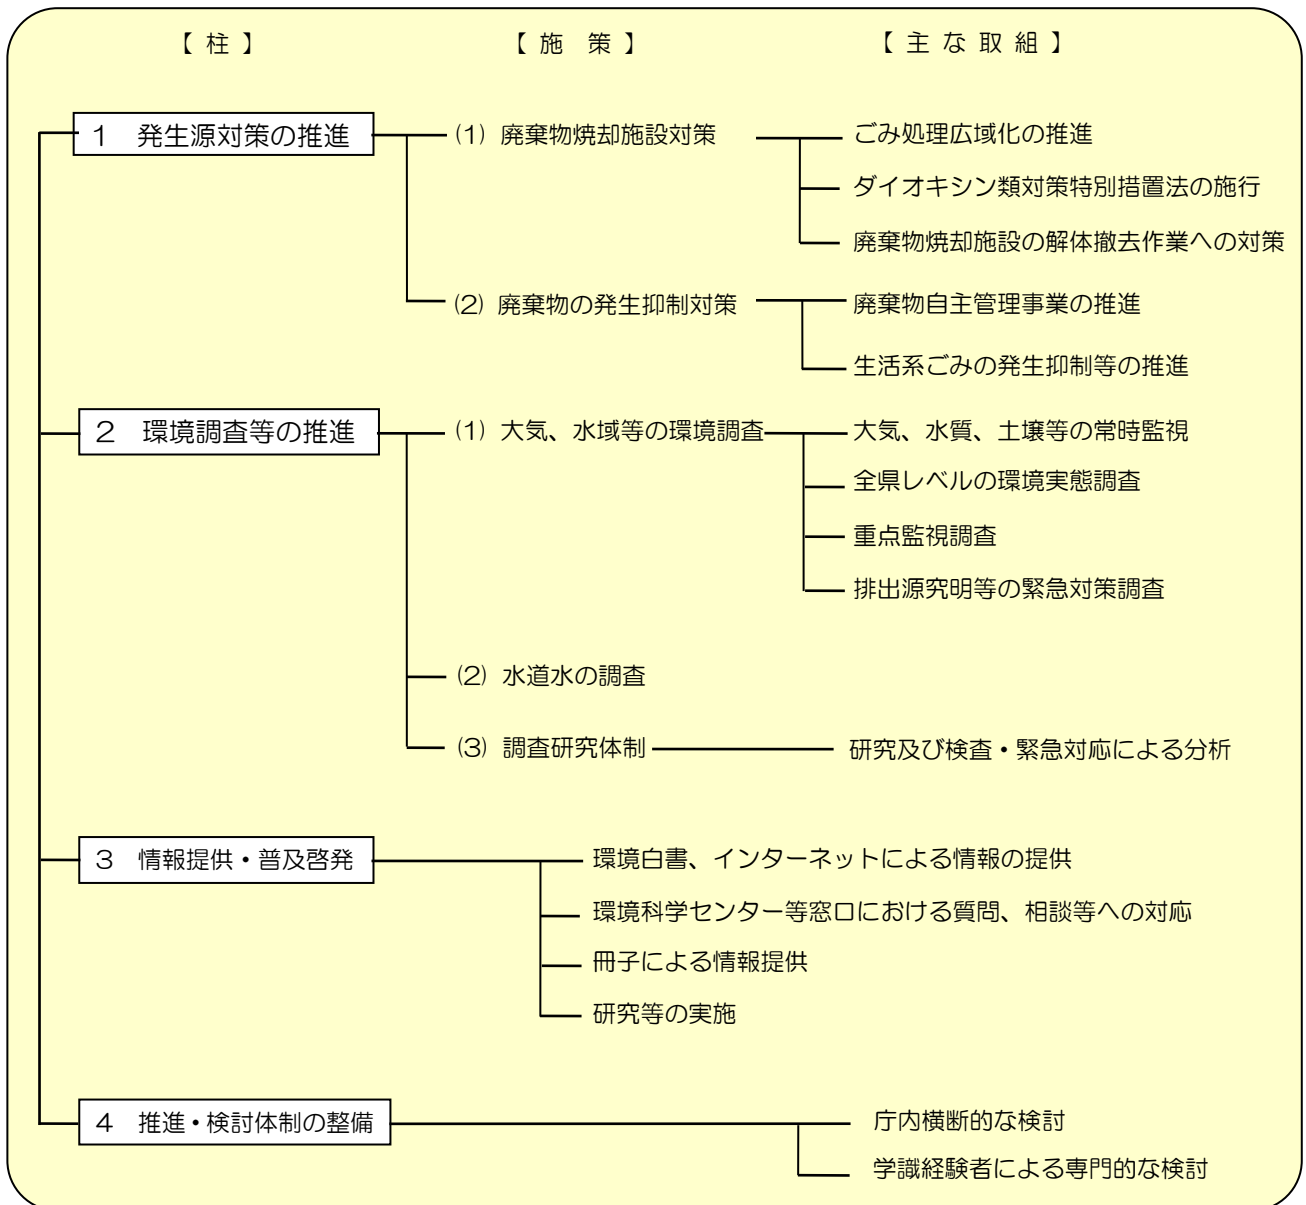 【 柱 】 【 施 策 】 【 主 な 取 組 】
1 発生源対策の推進 (1) 廃棄物焼却施設対策 ごみ処理広域化の推進
ダイオキシン類対策特別措置法の施行
廃棄物焼却施設の解体撤去作業への対策
(2) 廃棄物の発生抑制対策 廃棄物自主管理事業の推進
生活系ごみの発生抑制等の推進
2 環境調査等の推進 (1) 大気、水域等の環境調査 大気、水質、土壌等の常時監視
全県レベルの環境実態調査
重点監視調査
排出源究明等の緊急対策調査
(2) 水道水の調査
(3) 調査研究体制 研究及び検査・緊急対応による分析
3 情報提供・普及啓発 環境白書、インターネットによる情報の提供
環境科学センター等窓口における質問、相談等への対応
冊子による情報提供
研究等の実施
4 推進・検討体制の整備 庁内横断的な検討
学識経験者による専門的な検討